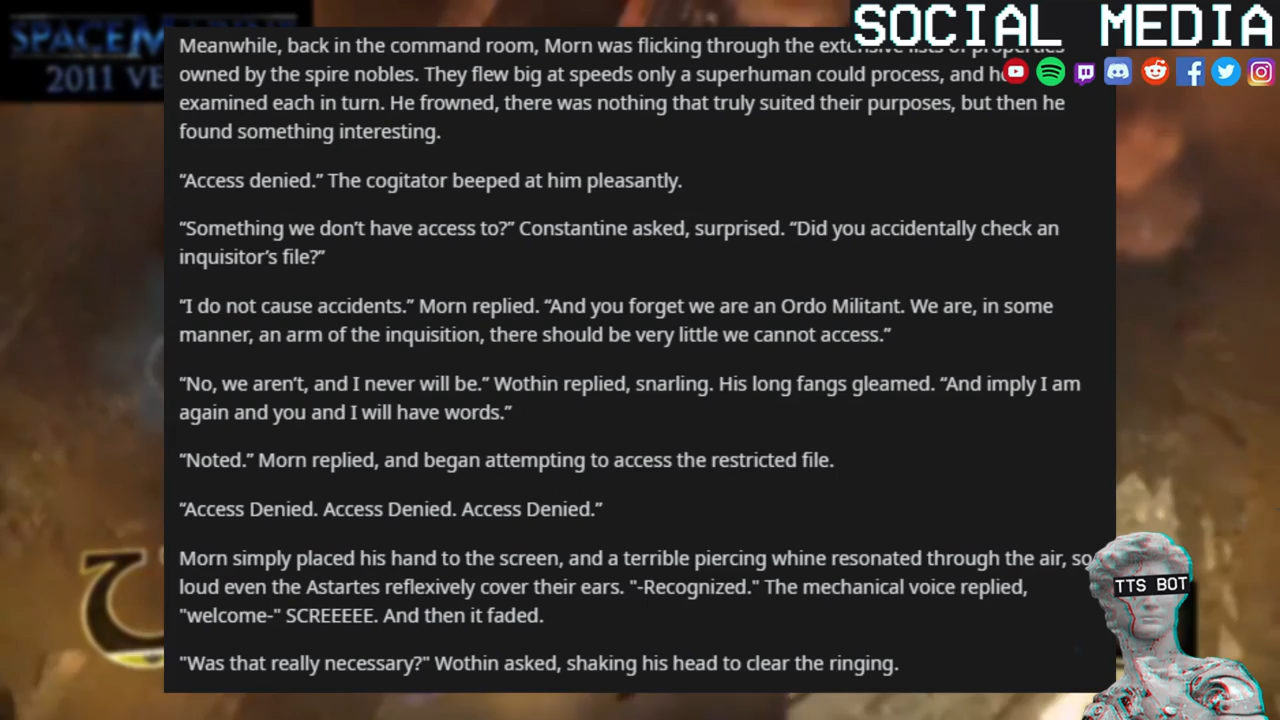 SOCIAL MEDIA
SPACEM
2011 VE
Meanwhile, back in the command room, Morn was flicking through the extensive lists of properties
owned by the spire nobles. They flew big at speeds only a superhuman could process, and he
examined each in turn. He frowned, there was nothing that truly suited their purposes, but then he
found something interesting.
“Access denied.” The cogitator beeped at him pleasantly.
“Something we don’t have access to?” Constantine asked, surprised. “Did you accidentally check an
inquisitor’s file?”
“I do not cause accidents.” Morn replied. “And you forget we are an Ordo Militant. We are, in some
manner, an arm of the inquisition, there should be very little we cannot access.”
“No, we aren’t, and I never will be.” Wothin replied, snarling. His long fangs gleamed. “And imply I am
again and you and I will have words.”
“Noted.” Morn replied, and began attempting to access the restricted file.
“Access Denied. Access Denied. Access Denied.”
Morn simply placed his hand to the screen, and a terrible piercing whine resonated through the air, so
loud even the Astartes reflexively cover their ears. "-Recognized." The mechanical voice replied,
"welcome-" SCREEEEE. And then it faded.
"Was that really necessary?" Wothin asked, shaking his head to clear the ringing.
TTS BOT